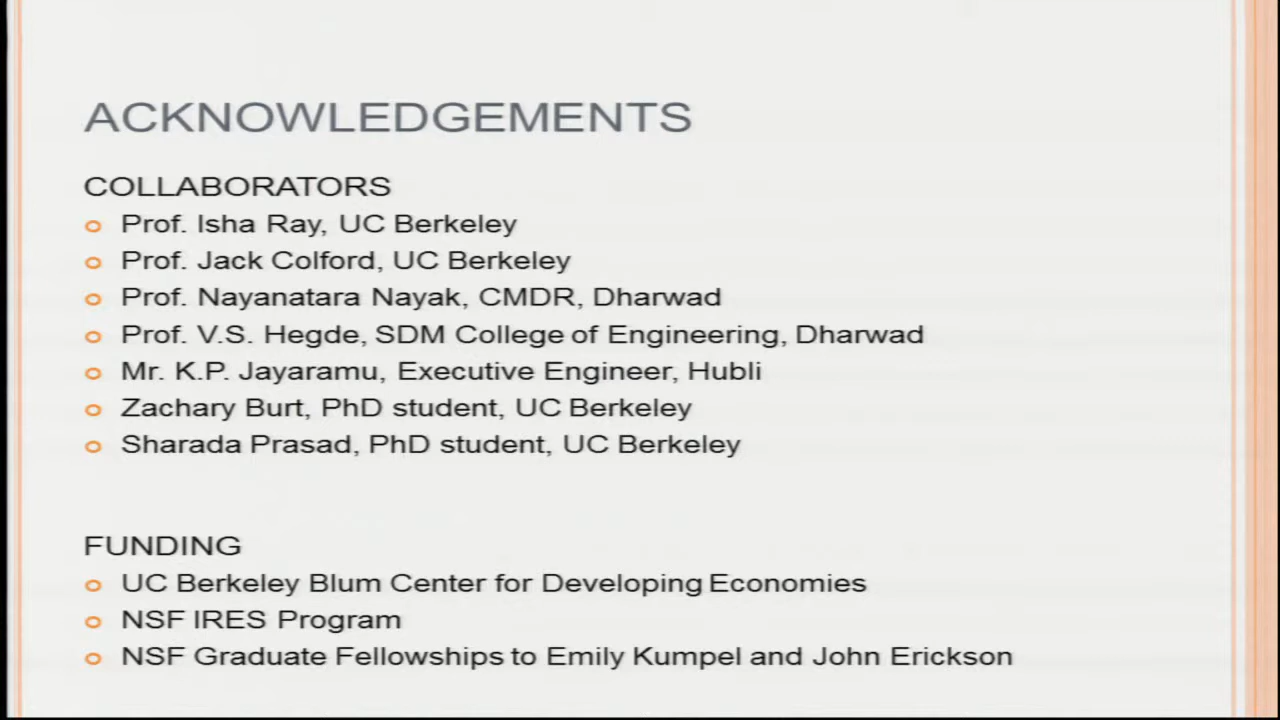 ACKNOWLEDGEMENTS
COLLABORATORS
Prof. Isha Ray, UC Berkeley
Prof. Jack Colford, UC Berkeley
Prof. Nayanatara Nayak, CMDR, Dharwad
Prof. V.S. Hegde, SDM College of Engineering, Dharwad
Mr. K.P. Jayaramu, Executive Engineer, Hubli
Zachary Burt, PhD student, UC Berkeley
Sharada Prasad, PhD student, UC Berkeley
FUNDING
UC Berkeley Blum Center for Developing Economies
NSF IRES Program
NSF Graduate Fellowships to Emily Kumpel and John Erickson